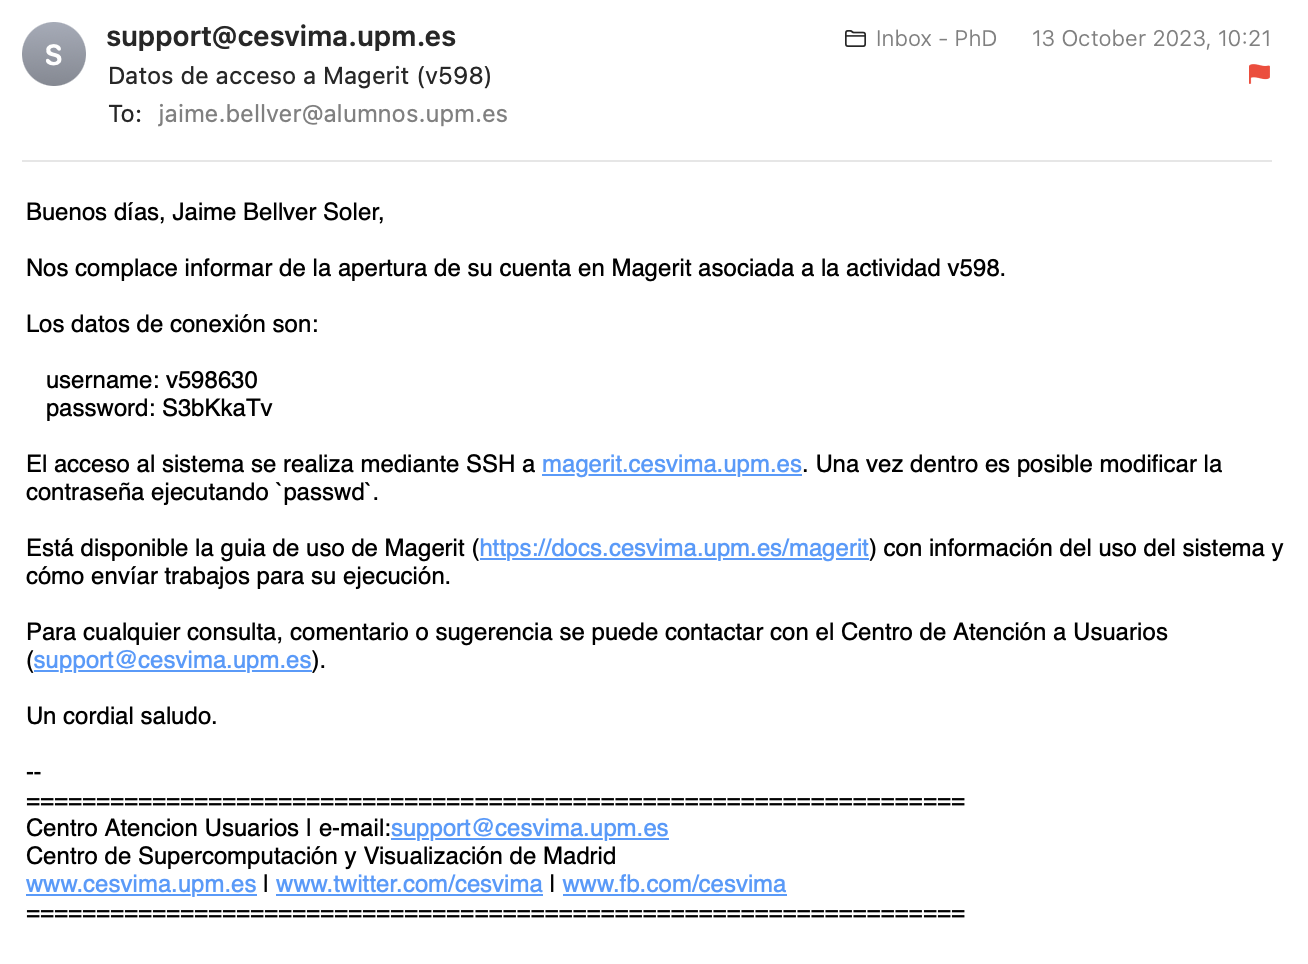 S
support@cesvima.upm.es
Inbox - PhD
13 October 2023, 10:21
Datos de acceso a Magerit (v598)
To: jaime.bellver@alumnos.upm.es
Buenos días, Jaime Bellver Soler,
Nos complace informar de la apertura de su cuenta en Magerit asociada a la actividad v598.
Los datos de conexión son:
username: v598630
password: S3bKkaTv
El acceso al sistema se realiza mediante SSH a magerit.cesvima.upm.es. Una vez dentro es posible modificar la
contraseña ejecutando `passwd`.
Está disponible la guia de uso de Magerit (https://docs.cesvima.upm.es/magerit) con información del uso del sistema y
cómo envíar trabajos para su ejecución.
Para cualquier consulta, comentario o sugerencia se puede contactar con el Centro de Atención a Usuarios
(support@cesvima.upm.es).
Un cordial saludo.
--
===================================================================
Centro Atencion Usuarios | e-mail:support@cesvima.upm.es
Centro de Supercomputación y Visualización de Madrid
www.cesvima.upm.es | www.twitter.com/cesvima | www.fb.com/cesvima
===================================================================